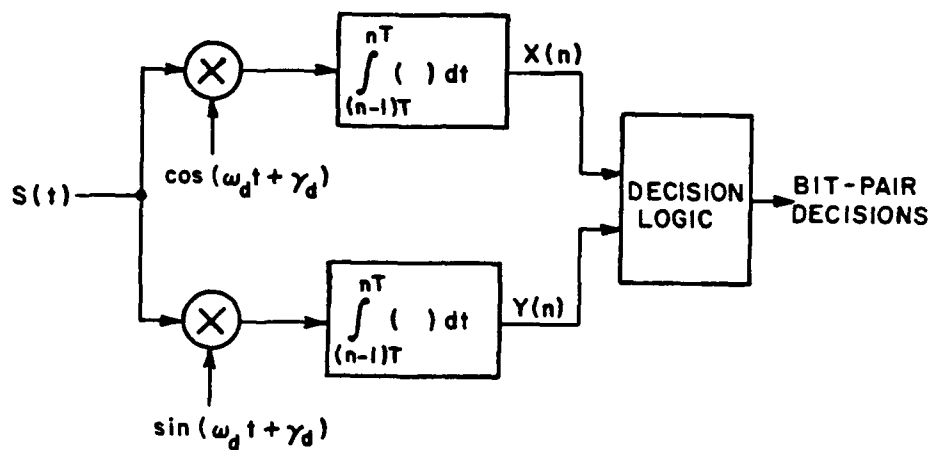 nT
∫ ( ) dt
(n-1)T
X(n)
cos(ω_d t + γ_d)
S(t)
DECISION
LOGIC
BIT-PAIR
DECISIONS
nT
∫ ( ) dt
(n-1)T
Y(n)
sin(ω_d t + γ_d)